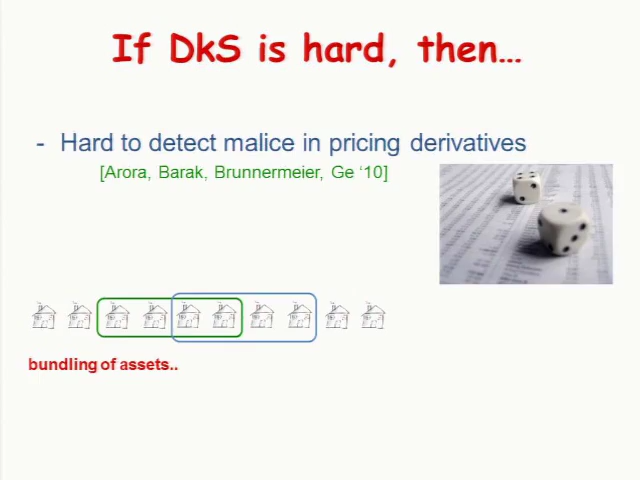 If DkS is hard, then…
- Hard to detect malice in pricing derivatives
[Arora, Barak, Brunnermeier, Ge ‘10]
bundling of assets..